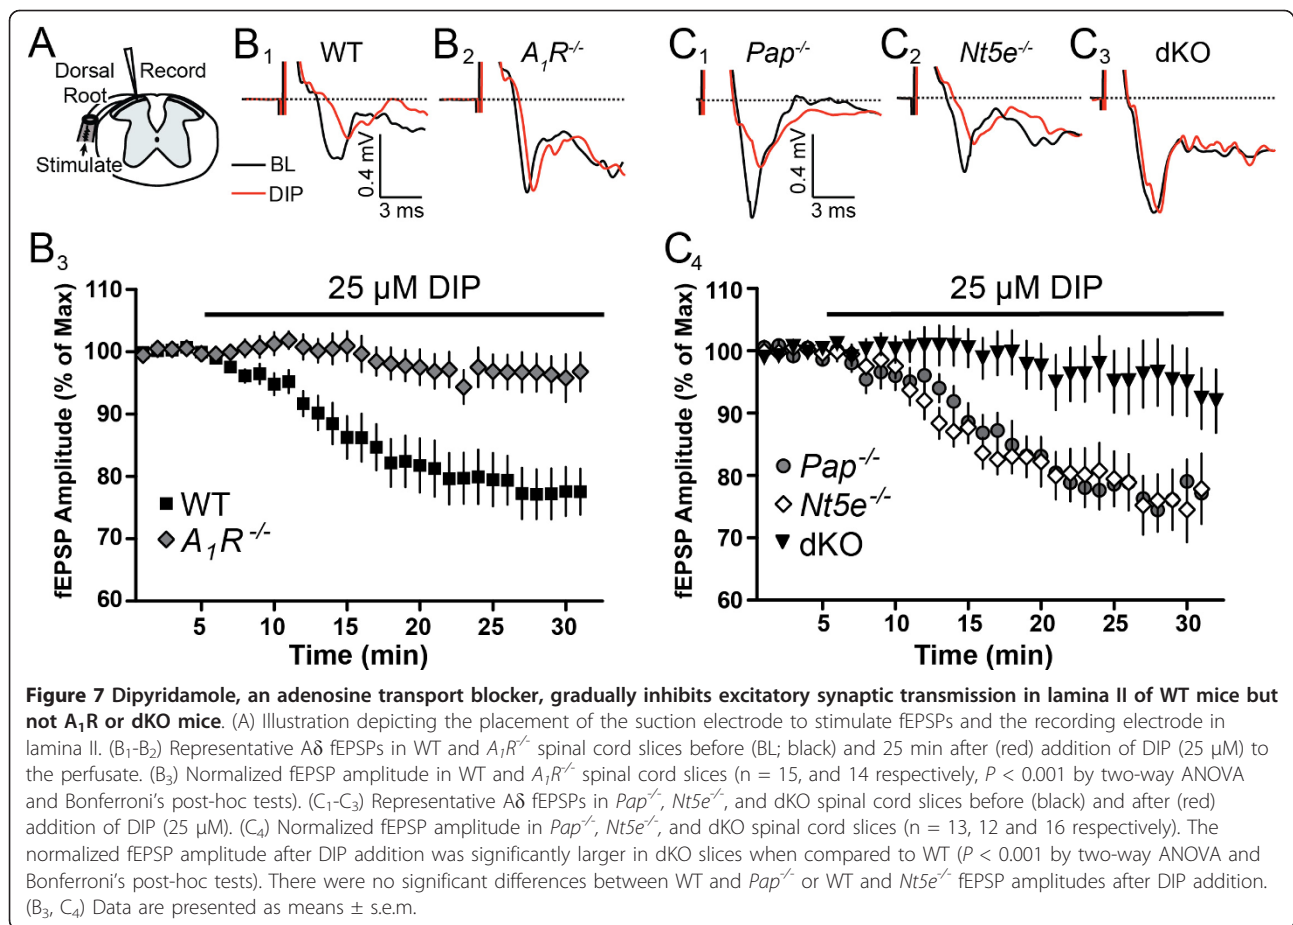 A
Dorsal
Record
Root
Stimulate
B1
WT
BL
DIP
0.4 mV
3 ms
B2
A1R-/-
C1
Pap-/-
0.4 mV
3 ms
C2
Nt5e-/-
C3
dKO
B3
25 µM DIP
fEPSP Amplitude (% of Max)
110
100
90
80
70
60
WT
A1R-/-
5 10 15 20 25 30
Time (min)
C4
25 µM DIP
fEPSP Amplitude (% of Max)
110
100
90
80
70
60
Pap-/-
Nt5e-/-
dKO
5 10 15 20 25 30
Time (min)
Figure 7 Dipyridamole, an adenosine transport blocker, gradually inhibits excitatory synaptic transmission in lamina II of WT mice but
not A1R or dKO mice. (A) Illustration depicting the placement of the suction electrode to stimulate fEPSPs and the recording electrode in
lamina II. (B1-B2) Representative Aδ fEPSPs in WT and A1R-/- spinal cord slices before (BL; black) and 25 min after (red) addition of DIP (25 µM) to
the perfusate. (B3) Normalized fEPSP amplitude in WT and A1R-/- spinal cord slices (n = 15, and 14 respectively, P < 0.001 by two-way ANOVA
and Bonferroni's post-hoc tests). (C1-C3) Representative Aδ fEPSPs in Pap-/-, Nt5e-/-, and dKO spinal cord slices before (black) and after (red)
addition of DIP (25 µM). (C4) Normalized fEPSP amplitude in Pap-/-, Nt5e-/-, and dKO spinal cord slices (n = 13, 12 and 16 respectively). The
normalized fEPSP amplitude after DIP addition was significantly larger in dKO slices when compared to WT (P < 0.001 by two-way ANOVA and
Bonferroni's post-hoc tests). There were no significant differences between WT and Pap-/- or WT and Nt5e-/- fEPSP amplitudes after DIP addition.
(B3, C4) Data are presented as means ± s.e.m.